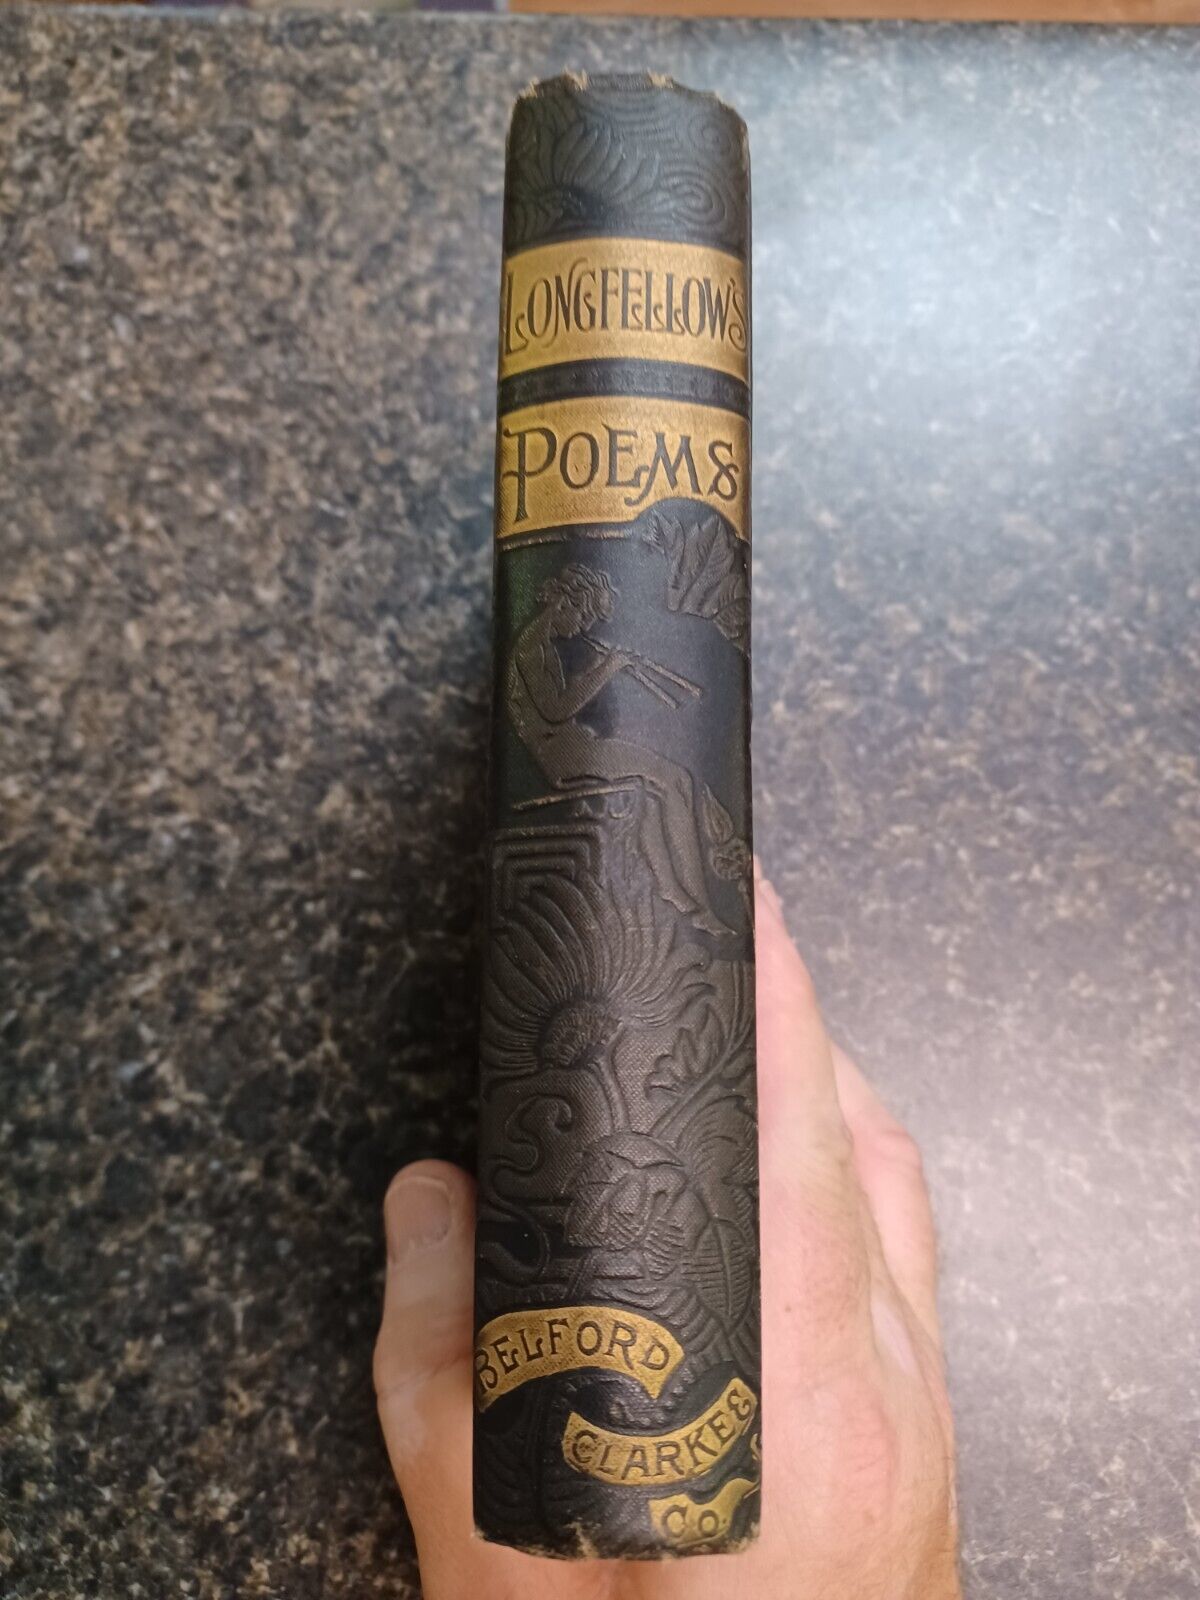 LONGFELLOW'S
POEMS
BELFORD
CLARKE &
CO.